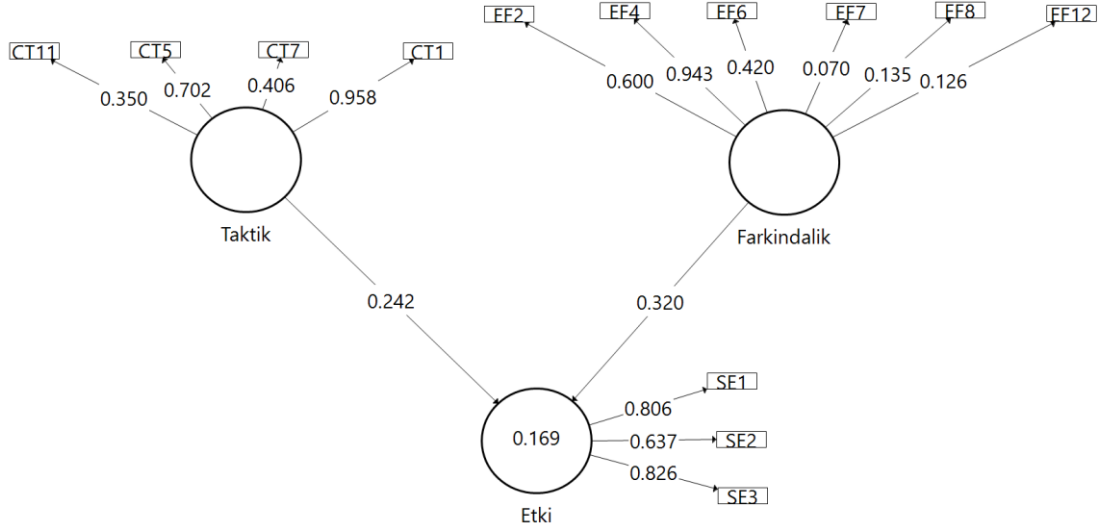 EF2
EF4
EF6
EF7
EF8
EF12
CT11
CT5
CT7
CT1
0.350
0.702
0.406
0.958
0.600
0.943
0.420
0.070
0.135
0.126
Taktik
Farkindalik
0.242
0.320
0.169
Etki
0.806
SE1
0.637
SE2
0.826
SE3